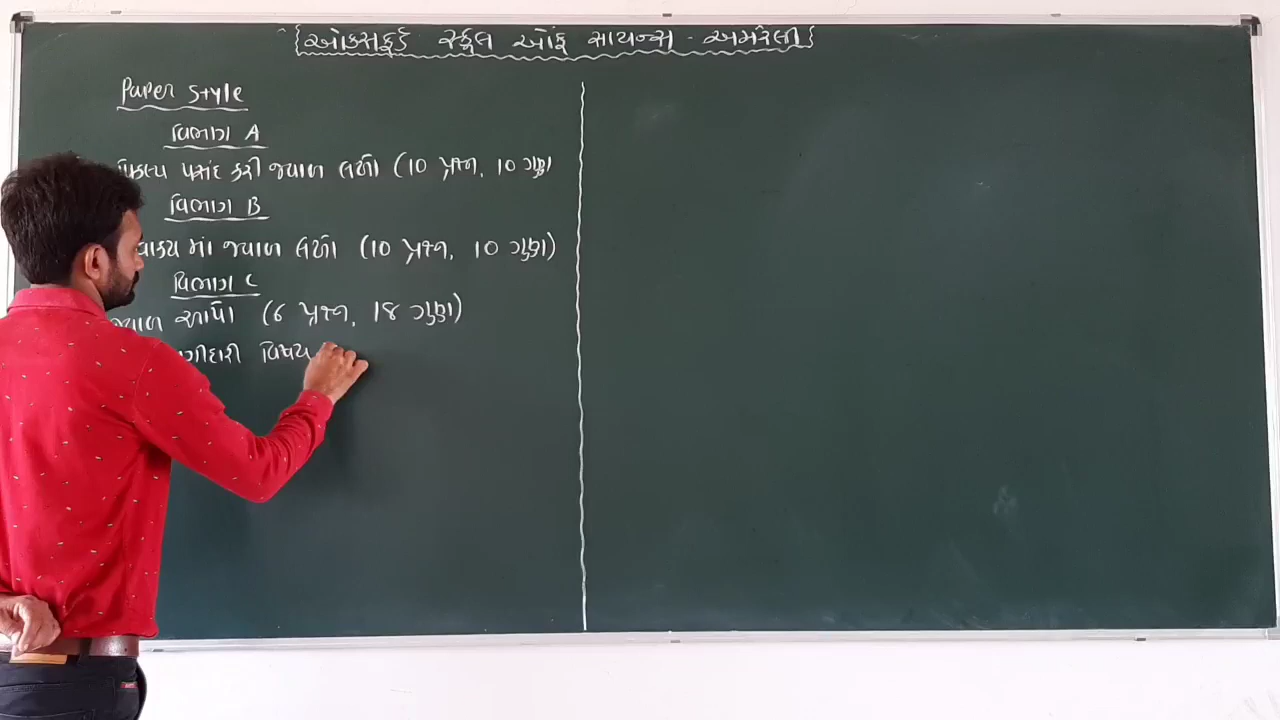 {ઓક્સફર્ડ સ્કૂલ ઓફ સાયન્સ - અમરેલી}
Paper Style
વિભાગ A
વિકલ્પ પસંદ કરી જવાબ લખો (10 પ્રશ્ન, 10 ગુણ
વિભાગ B
વાક્ય માં જવાબ લખો (10 પ્રશ્ન, 10 ગુણ)
વિભાગ C
જવાબ આપો (6 પ્રશ્ન, 18 ગુણ)
વિષય